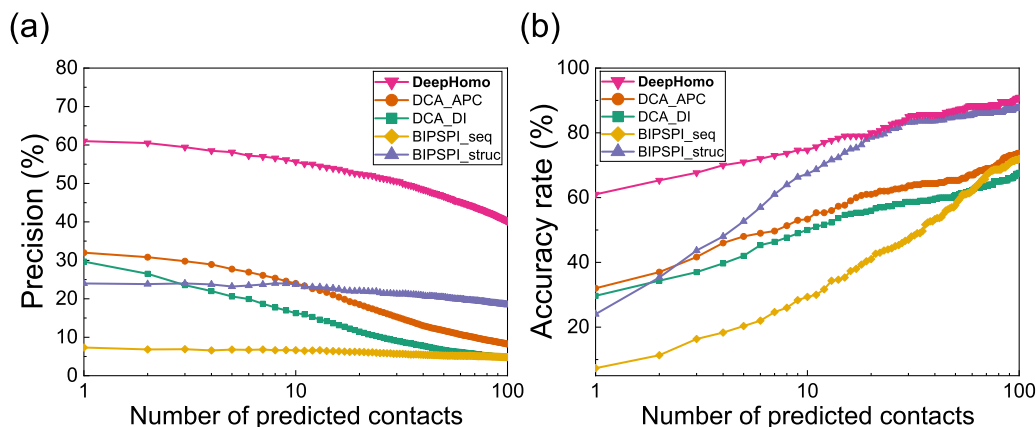 (a)
Precision (%)
80
70
60
50
40
30
20
10
0
DeepHomo
DCA_APC
DCA_DI
BIPSPI_seq
BIPSPI_struc
1
10
100
Number of predicted contacts
(b)
Accuracy rate (%)
100
80
60
40
20
DeepHomo
DCA_APC
DCA_DI
BIPSPI_seq
BIPSPI_struc
1
10
100
Number of predicted contacts